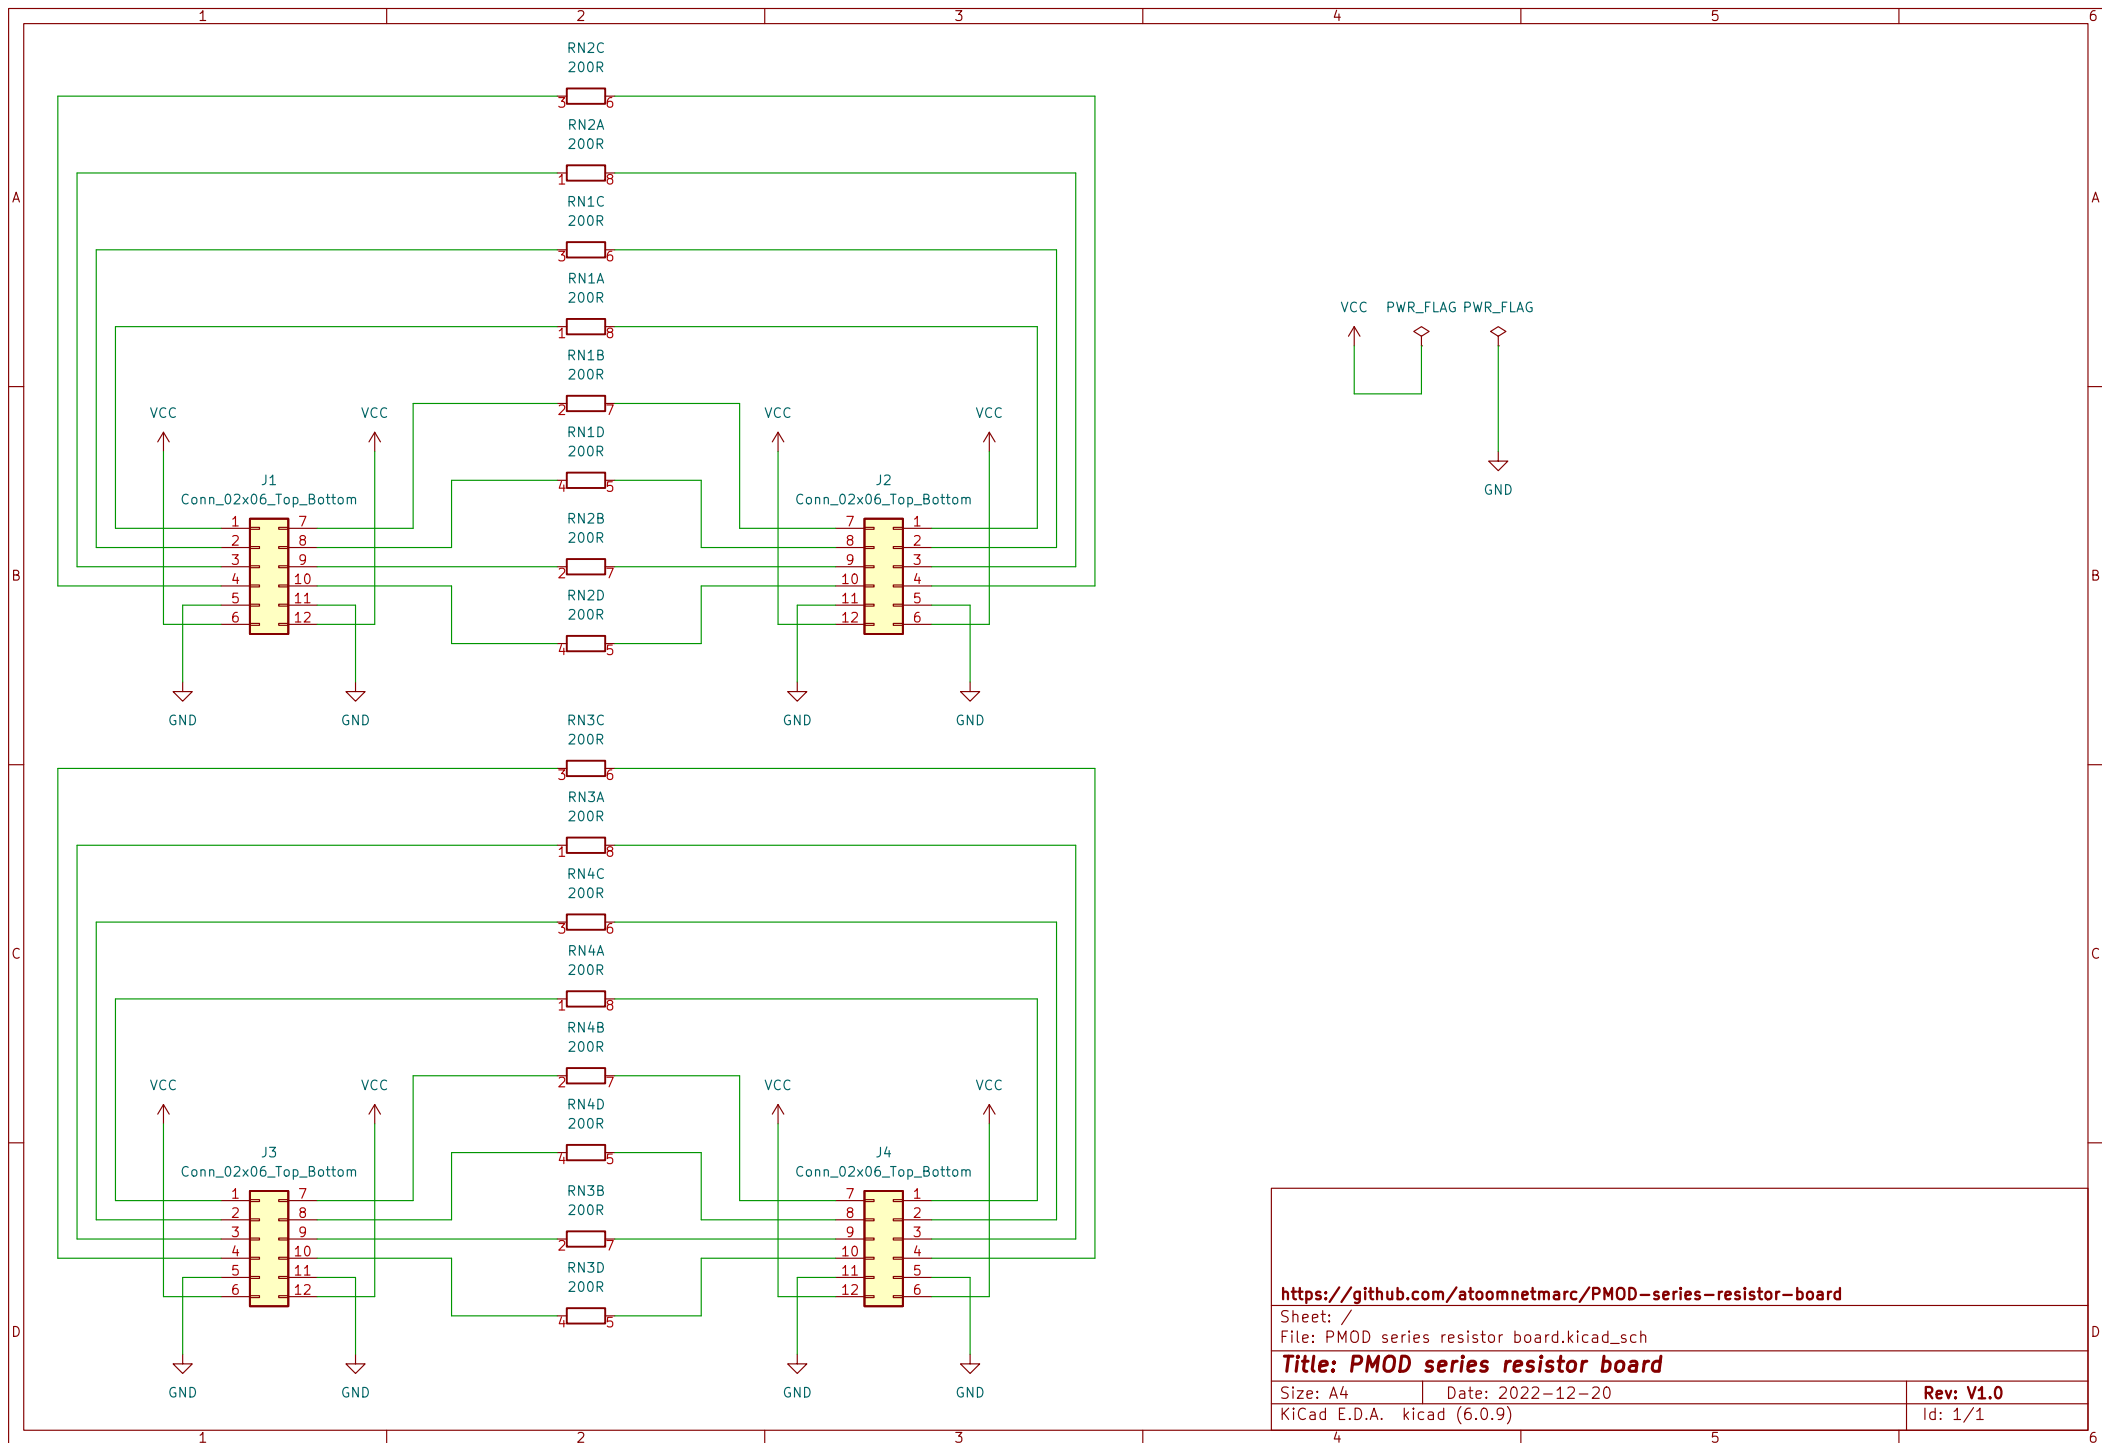 1 2 3 4 5 6
RN2C
200R
3 6
RN2A
200R
1 8
A A
RN1C
200R
3 6
RN1A
200R
1 8
VCC PWR_FLAG PWR_FLAG
RN1B
200R
2 7
VCC VCC VCC VCC
RN1D
200R
4 5
GND
J1 J2
Conn_02x06_Top_Bottom Conn_02x06_Top_Bottom
RN2B
200R
1 7 7 1
2 8 8 2
3 9 9 3
2 7
B B
4 10 10 4
RN2D
200R
5 11 11 5
6 12 12 6
4 5
GND GND GND GND
RN3C
200R
3 6
RN3A
200R
1 8
RN4C
200R
3 6
C C
RN4A
200R
1 8
RN4B
200R
2 7
VCC VCC VCC VCC
RN4D
200R
4 5
J3 J4
Conn_02x06_Top_Bottom Conn_02x06_Top_Bottom
RN3B
200R
1 7 7 1
2 8 8 2
3 9 9 3
2 7
4 10 10 4
RN3D
200R
5 11 11 5
6 12 12 6
4 5
D D
GND GND GND GND
https://github.com/atoomnetmarc/PMOD-series-resistor-board
Sheet: /
File: PMOD series resistor board.kicad_sch
Title: PMOD series resistor board
Size: A4 Date: 2022-12-20 Rev: V1.0
KiCad E.D.A. kicad (6.0.9) Id: 1/1
1 2 3 4 5 6